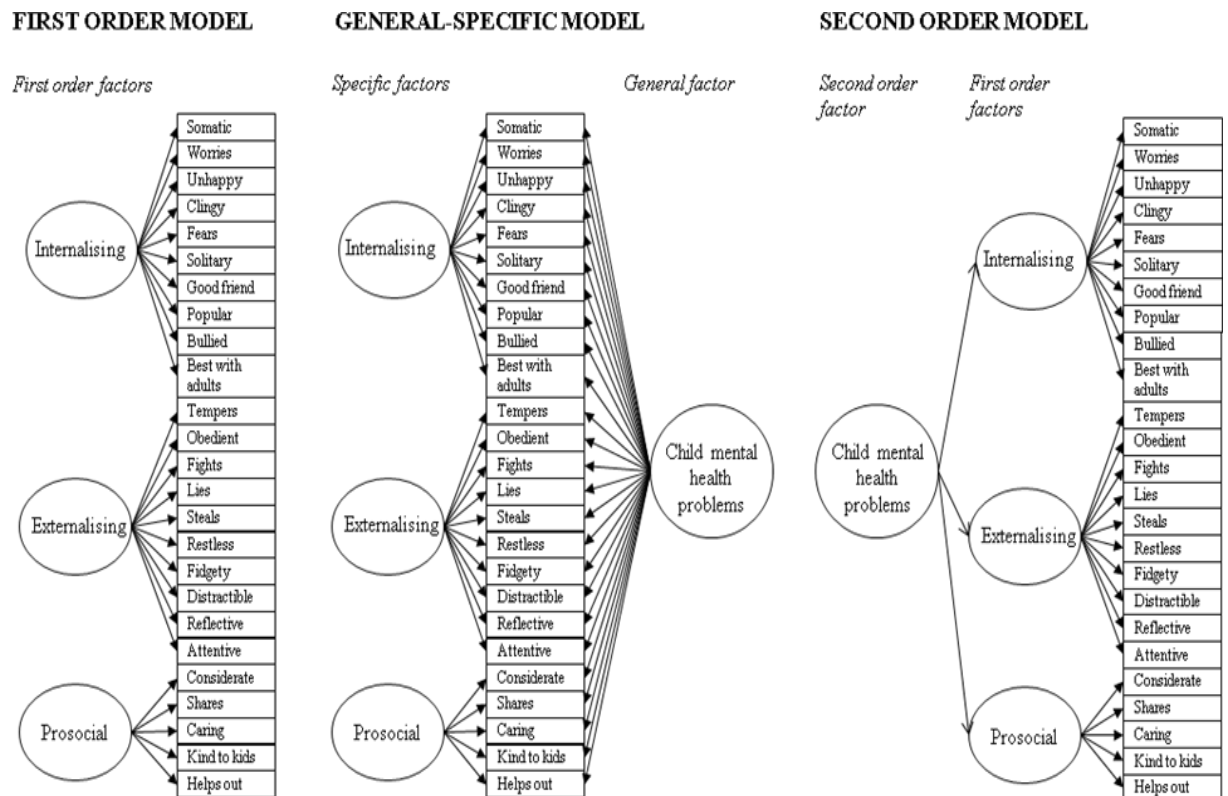 FIRST ORDER MODEL
First order factors
Internalising
Externalising
Prosocial
Somatic
Worries
Unhappy
Clingy
Fears
Solitary
Good friend
Popular
Bullied
Best with
adults
Tempers
Obedient
Fights
Lies
Steals
Restless
Fidgety
Distractible
Reflective
Attentive
Considerate
Shares
Caring
Kind to kids
Helps out
GENERAL-SPECIFIC MODEL
Specific factors
General factor
Internalising
Externalising
Prosocial
Somatic
Worries
Unhappy
Clingy
Fears
Solitary
Good friend
Popular
Bullied
Best with
adults
Tempers
Obedient
Fights
Lies
Steals
Restless
Fidgety
Distractible
Reflective
Attentive
Considerate
Shares
Caring
Kind to kids
Helps out
Child mental
health
problems
SECOND ORDER MODEL
Second order
factor
First order
factors
Child mental
health
problems
Internalising
Externalising
Prosocial
Somatic
Worries
Unhappy
Clingy
Fears
Solitary
Good friend
Popular
Bullied
Best with
adults
Tempers
Obedient
Fights
Lies
Steals
Restless
Fidgety
Distractible
Reflective
Attentive
Considerate
Shares
Caring
Kind to kids
Helps out